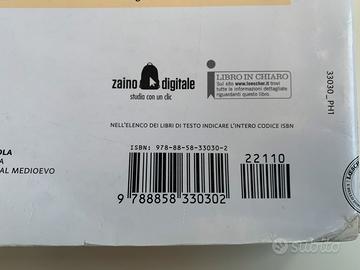 zaino digitale
studia con un clic
LIBRO IN CHIARO
Sul sito www.loescher.it trovi
tutte le informazioni dettagliate
riguardanti questo libro.
33030_PH1
NELL'ELENCO DEI LIBRI DI TESTO INDICARE L'INTERO CODICE ISBN
OLA
A
AL MEDIOEVO
ISBN: 978-88-58-33030-2
22110
9 788858 330302
subito